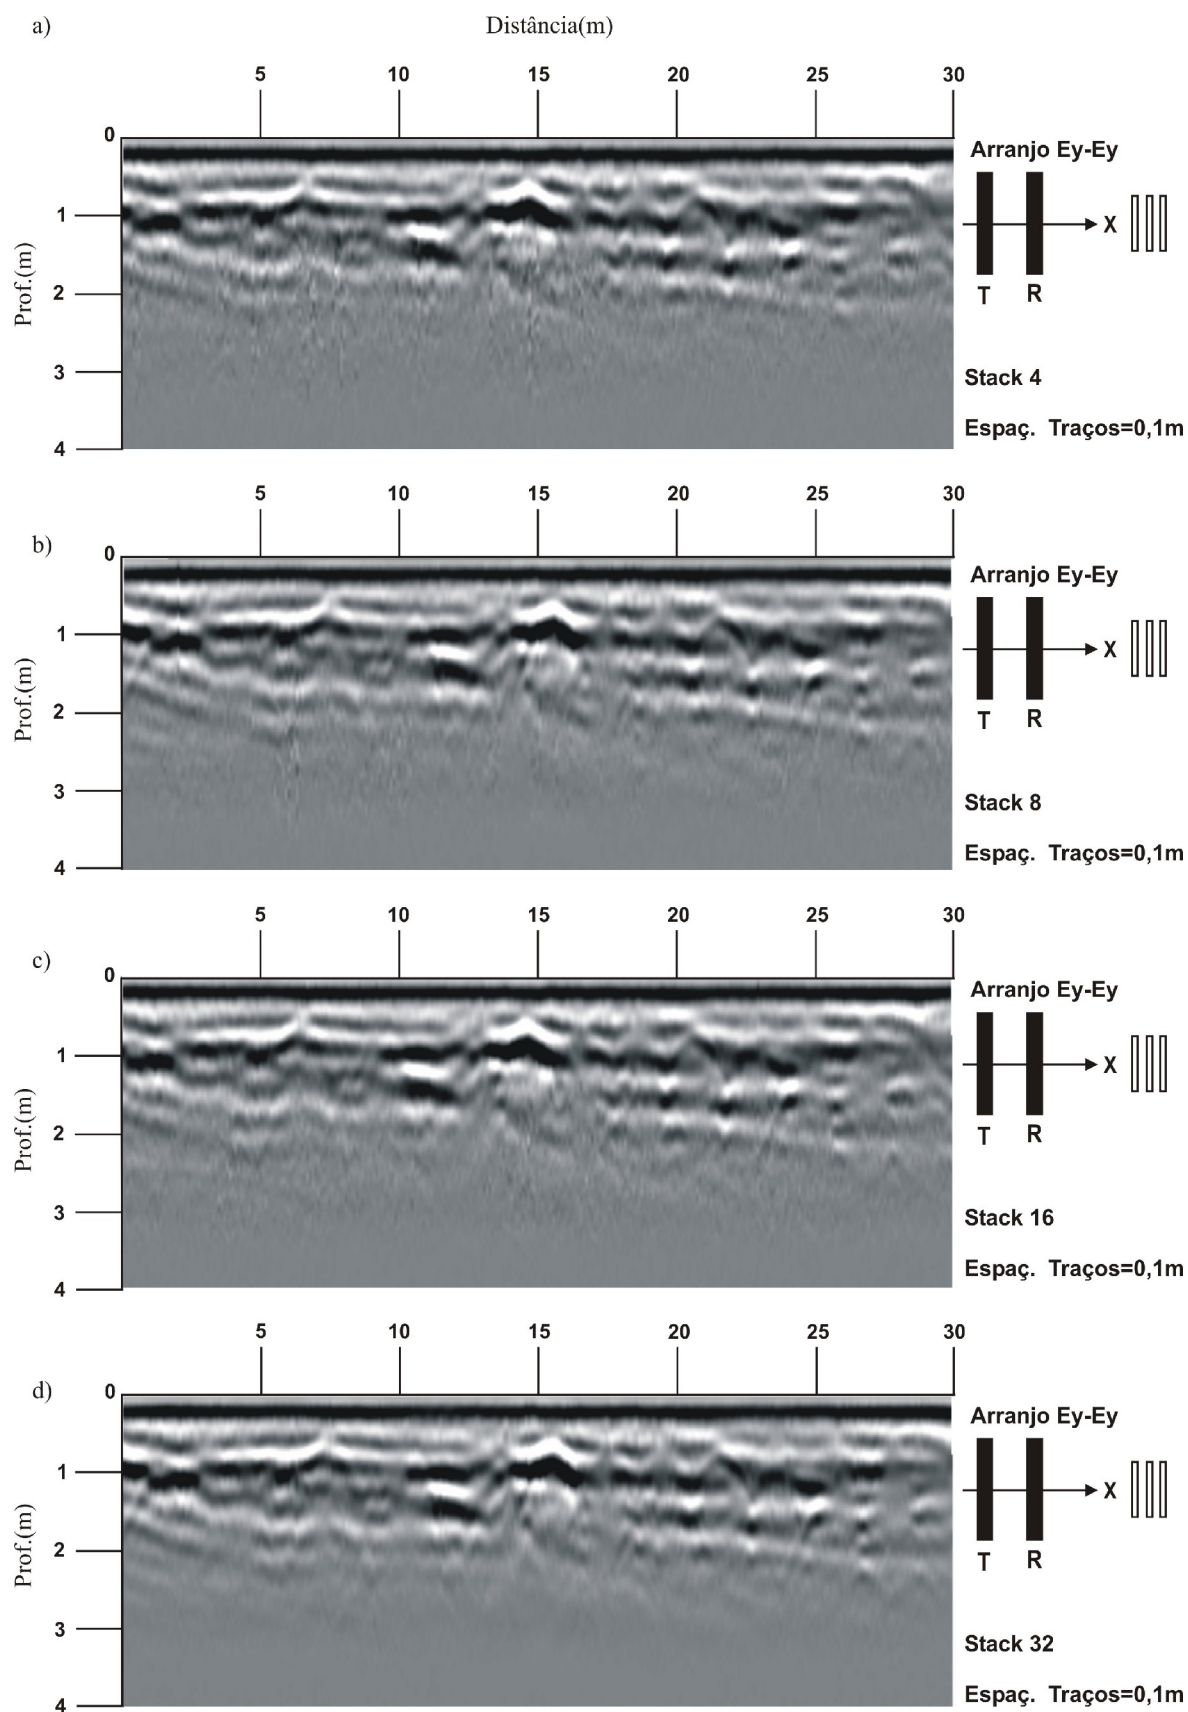 a)
Distância(m)
5 10 15 20 25 30
0
1
2
3
4
Prof.(m)
Arranjo Ey-Ey
X
T R
Stack 4
Espaç. Traços=0,1m
b)
5 10 15 20 25 30
0
1
2
3
4
Prof.(m)
Arranjo Ey-Ey
X
T R
Stack 8
Espaç. Traços=0,1m
c)
5 10 15 20 25 30
0
1
2
3
4
Prof.(m)
Arranjo Ey-Ey
X
T R
Stack 16
Espaç. Traços=0,1m
d)
5 10 15 20 25 30
0
1
2
3
4
Prof.(m)
Arranjo Ey-Ey
X
T R
Stack 32
Espaç. Traços=0,1m